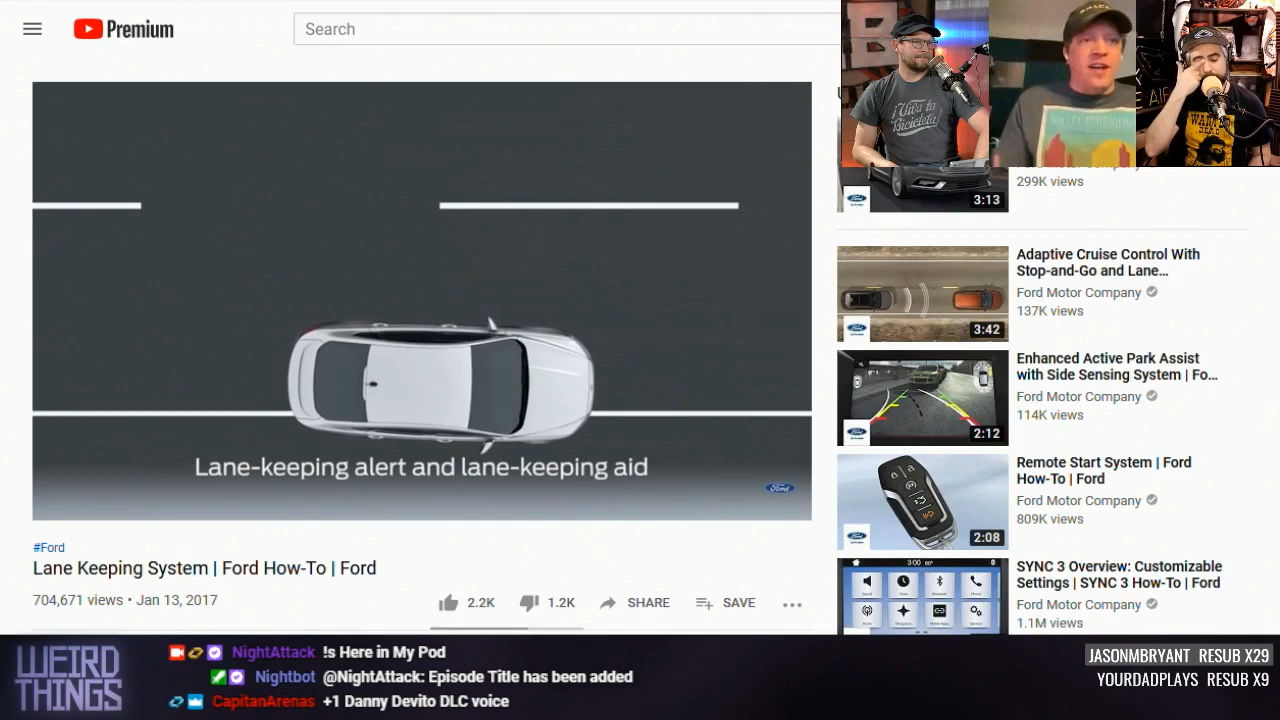 Premium
Search
¡Viva la
Bicicleta!
299K views
3:13
Adaptive Cruise Control With
Stop-and-Go and Lane...
Ford Motor Company
137K views
3:42
Enhanced Active Park Assist
with Side Sensing System | Fo...
Ford Motor Company
114K views
2:12
Remote Start System | Ford
How-To | Ford
Ford Motor Company
809K views
2:08
SYNC 3 Overview: Customizable
Settings | SYNC 3 How-To | Ford
Ford Motor Company
1.1M views
3:00
Lane-keeping alert and lane-keeping aid
Ford
#Ford
Lane Keeping System | Ford How-To | Ford
704,671 views • Jan 13, 2017
2.2K
1.2K
SHARE
SAVE
WEIRD
THINGS
NightAttack !s Here in My Pod
Nightbot @NightAttack: Episode Title has been added
CapitanArenas +1 Danny Devito DLC voice
JASONMBRYANT RESUB X29
YOURDADPLAYS RESUB X9